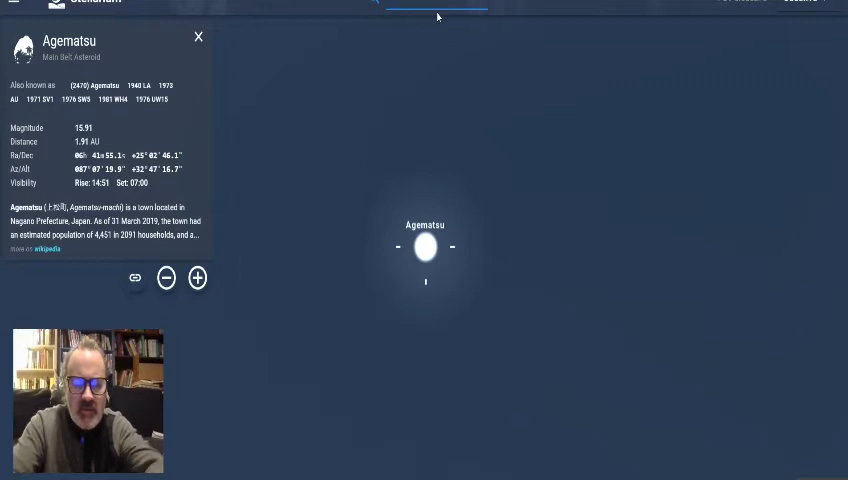 Stellarium
Agematsu
Main Belt Asteroid
Also known as (2470) Agematsu 1940 LA 1973
AU 1971 SV1 1976 SW5 1981 WH4 1976 UW15
Magnitude 15.91
Distance 1.91 AU
Ra/Dec 06h 41m55.1s +25°02'46.1"
Az/Alt 087°07'19.9" +32°47'16.7"
Visibility Rise: 14:51 Set: 07:00
Agematsu (上松町, Agematsu-machi) is a town located in
Nagano Prefecture, Japan. As of 31 March 2019, the town had
an estimated population of 4,451 in 2091 households, and a...
more on wikipedia
Agematsu